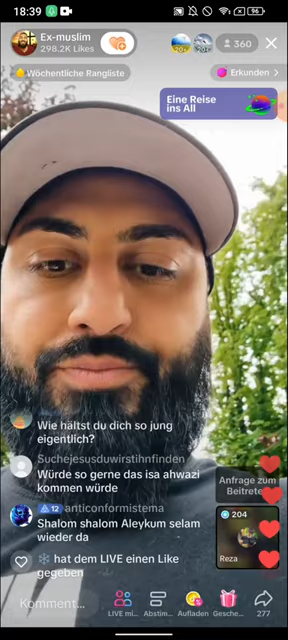 18:39
96
Ex-muslim
298.2K Likes
360
Wöchentliche Rangliste
Erkunden
Eine Reise
ins All
Wie hältst du dich so jung
eigentlich?
Suchejesusduwirstihnfinden
Würde so gerne das isa ahwazi
kommen würde
12 anticonformistema
Shalom shalom Aleykum selam
wieder da
hat dem LIVE einen Like
gegeben
Anfrage zum
Beitrete
204
Reza
Komment...
LIVE mi...
Abstim...
Aufladen
Gesche...
277